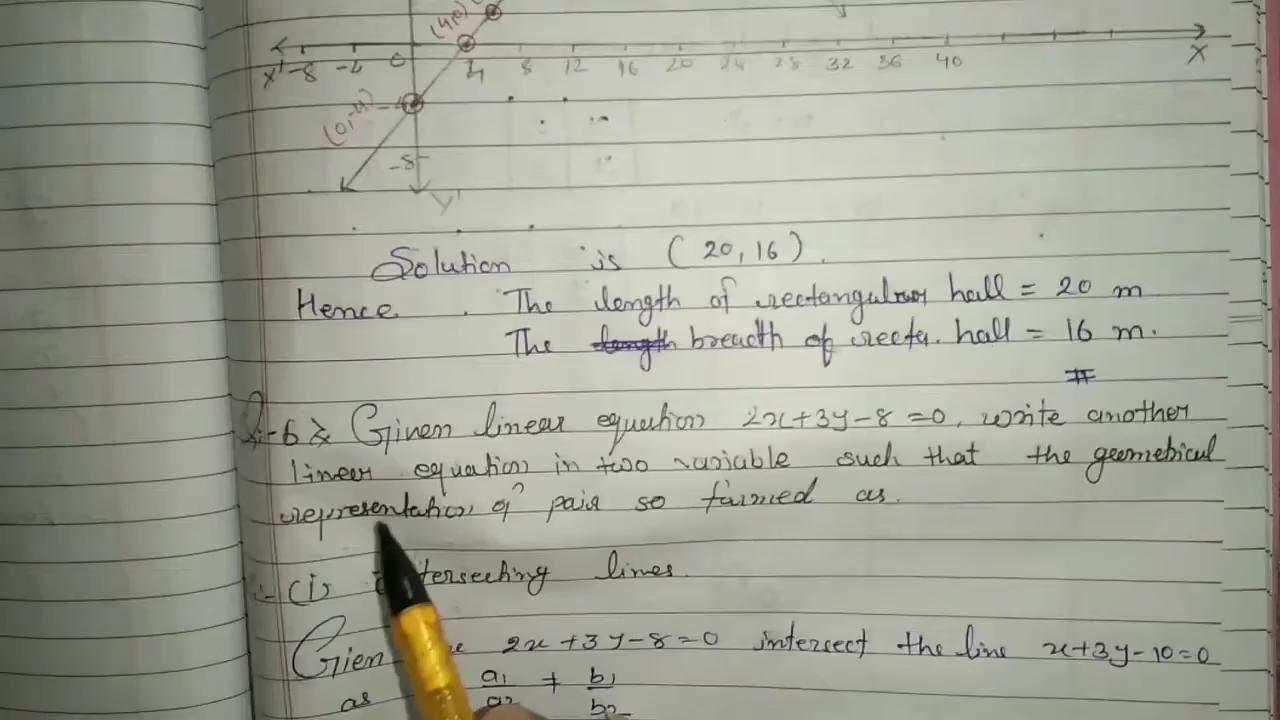 (4,0)
X' -8 -4 0 4 8 12 16 20 24 28 32 36 40 X
(0,-4) -4
-8
Y'
Solution is (20,16).
Hence. The length of rectangular hall = 20 m
The breadth of recta. hall = 16 m.
Q-6 Given linear equation 2x+3y-8=0, write another
linear equation in two variable such that the geometrical
representation of pair so formed as.
(i) intersecting lines.
Gien 2x+3y-8=0 intersect the line x+3y-10=0
as a1/a2 ≠ b1/b2